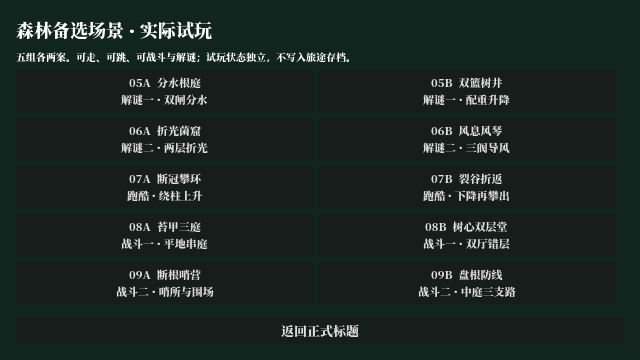 森林备选场景·实际试玩
五组各两案。可走、可跳、可战斗与解谜；试玩状态独立，不写入旅途存档。
05A 分水根庭
解谜一·双闸分水
05B 双篮树井
解谜一·配重升降
06A 折光菌窟
解谜二·两层折光
06B 风息风琴
解谜二·三阀导风
07A 断冠攀环
跑酷·绕柱上升
07B 裂谷折返
跑酷·下降再攀出
08A 苔甲三庭
战斗一·平地串庭
08B 树心双层堂
战斗一·双厅错层
09A 断根哨营
战斗二·哨所与围场
09B 盘根防线
战斗二·中庭三支路
返回正式标题